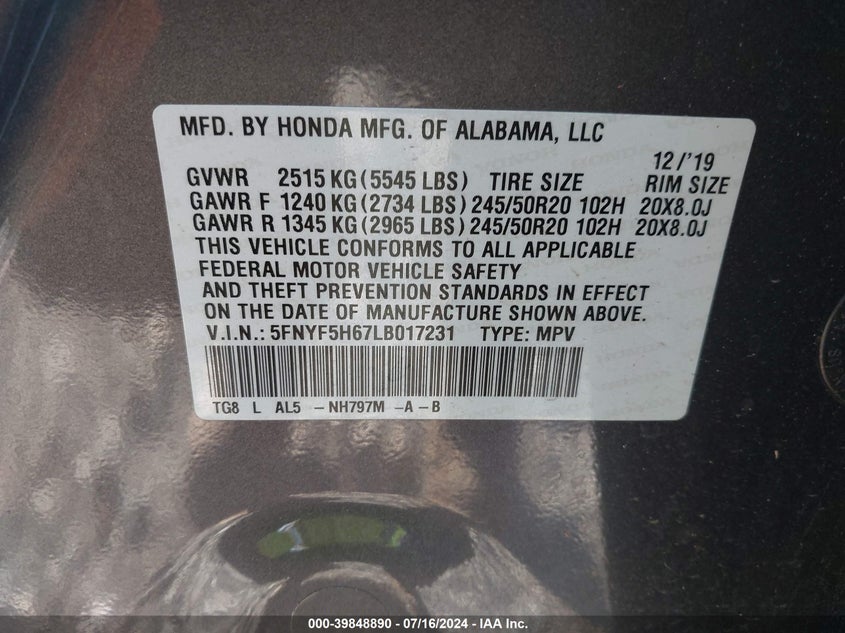 MFD. BY HONDA MFG. OF ALABAMA, LLC
12/'19
GVWR 2515 KG (5545 LBS) TIRE SIZE RIM SIZE
GAWR F 1240 KG (2734 LBS) 245/50R20 102H 20X8.0J
GAWR R 1345 KG (2965 LBS) 245/50R20 102H 20X8.0J
THIS VEHICLE CONFORMS TO ALL APPLICABLE
FEDERAL MOTOR VEHICLE SAFETY
AND THEFT PREVENTION STANDARDS IN EFFECT
ON THE DATE OF MANUFACTURE SHOWN ABOVE.
V.I.N.: 5FNYF5H67LB017231 TYPE: MPV
TG8 L AL5 -NH797M -A-B
000-39848890 - 07/16/2024 - IAA Inc.